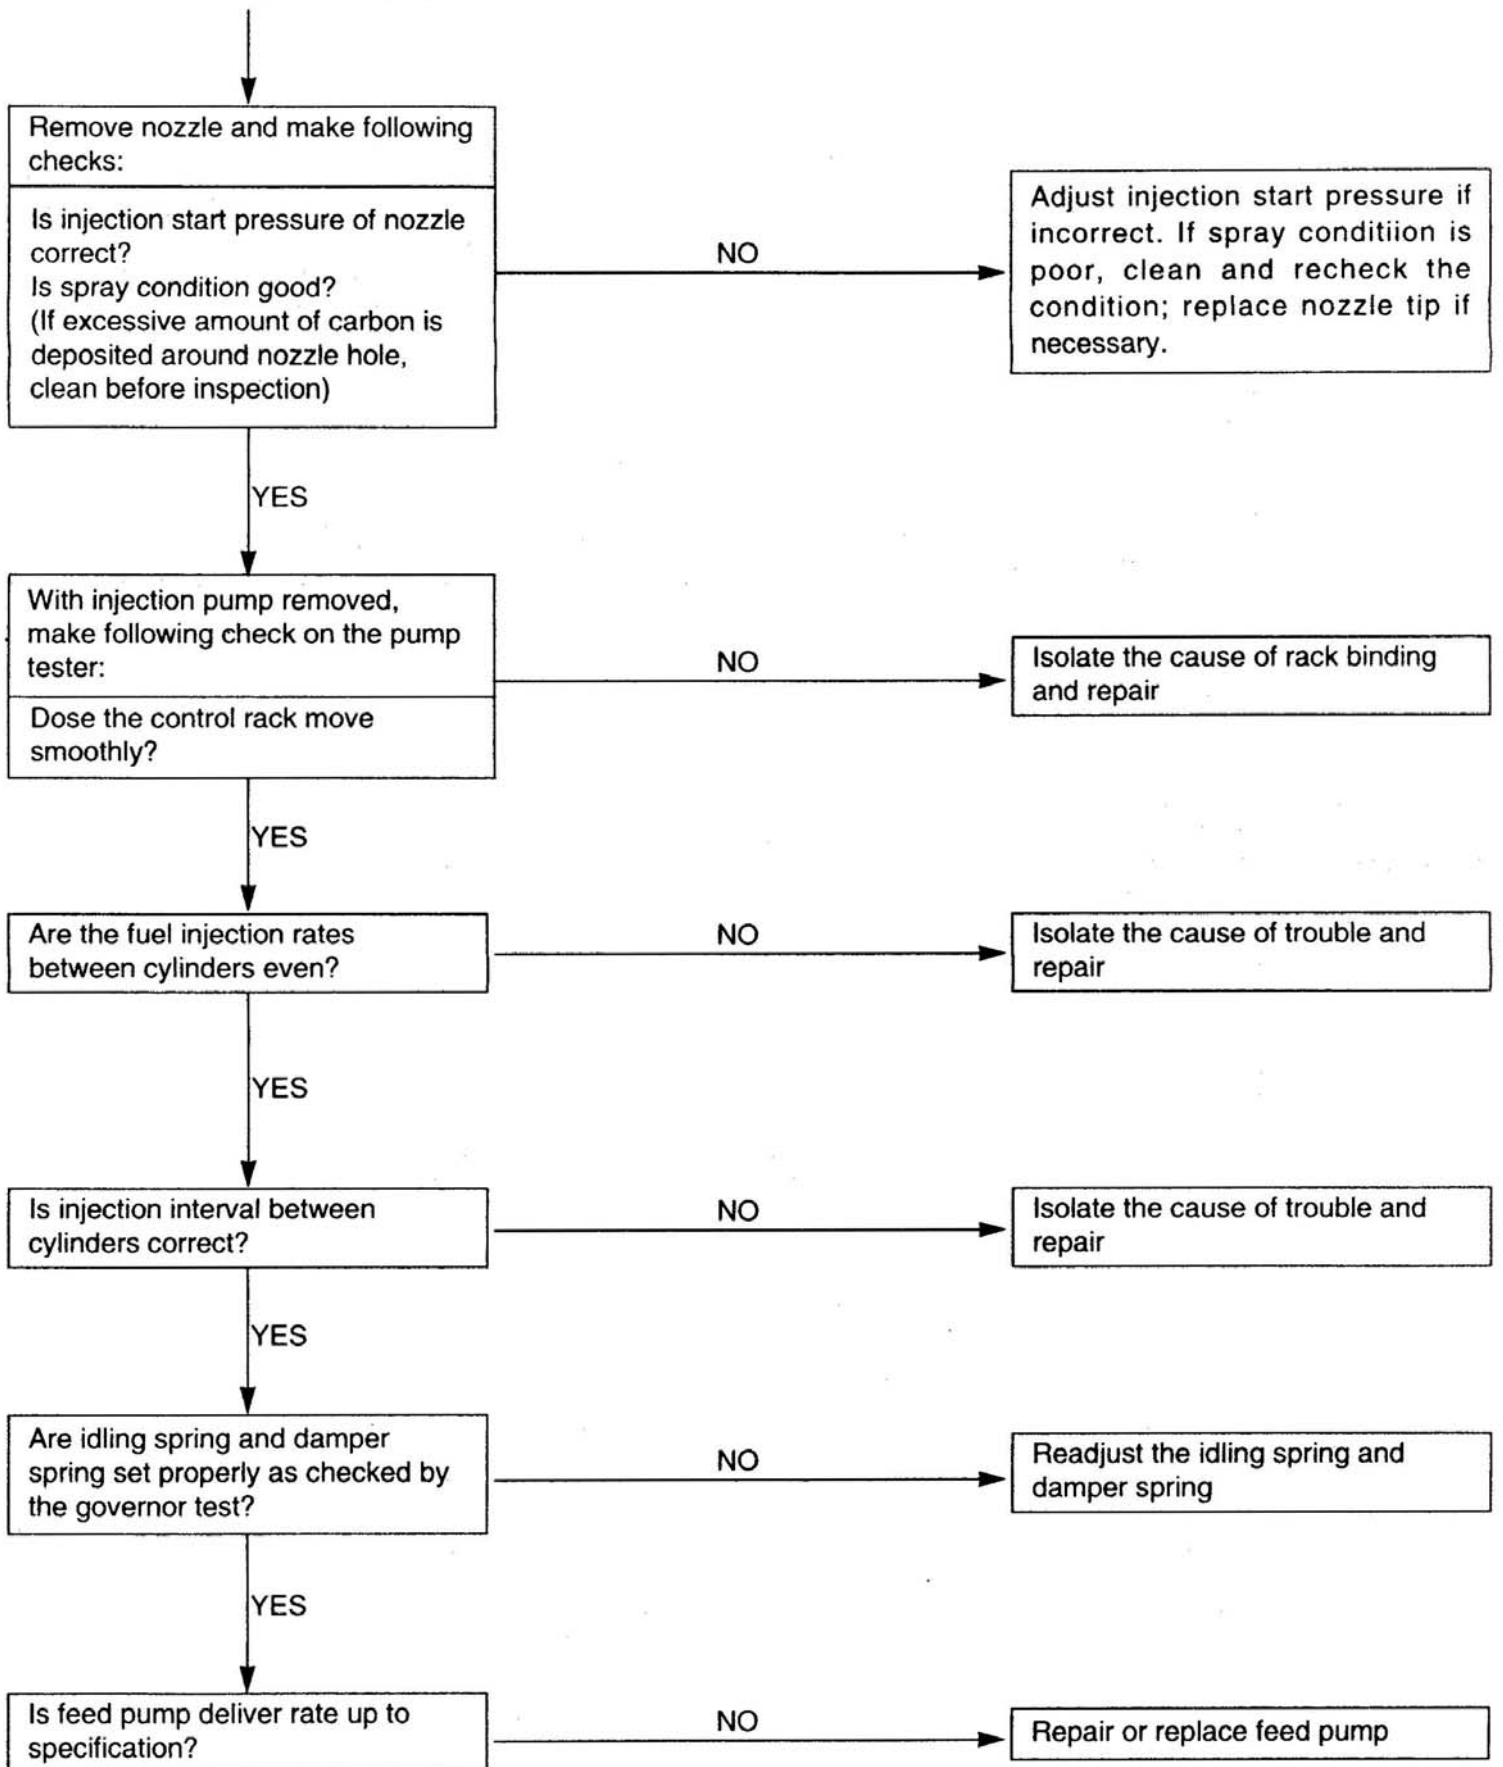 Remove nozzle and make following
checks:
Is injection start pressure of nozzle
correct?
Is spray condition good?
(If excessive amount of carbon is
deposited around nozzle hole,
clean before inspection)
NO
Adjust injection start pressure if
incorrect. If spray conditiion is
poor, clean and recheck the
condition; replace nozzle tip if
necessary.
YES
With injection pump removed,
make following check on the pump
tester:
Dose the control rack move
smoothly?
NO
Isolate the cause of rack binding
and repair
YES
Are the fuel injection rates
between cylinders even?
NO
Isolate the cause of trouble and
repair
YES
Is injection interval between
cylinders correct?
NO
Isolate the cause of trouble and
repair
YES
Are idling spring and damper
spring set properly as checked by
the governor test?
NO
Readjust the idling spring and
damper spring
YES
Is feed pump deliver rate up to
specification?
NO
Repair or replace feed pump